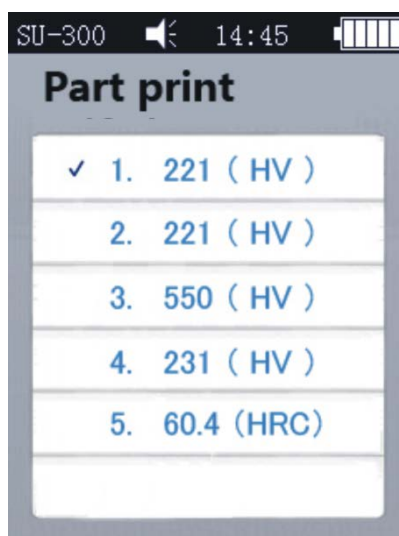 SU-300 14:45
Part print
✓ 1. 221 ( HV )
2. 221 ( HV )
3. 550 ( HV )
4. 231 ( HV )
5. 60.4 (HRC)